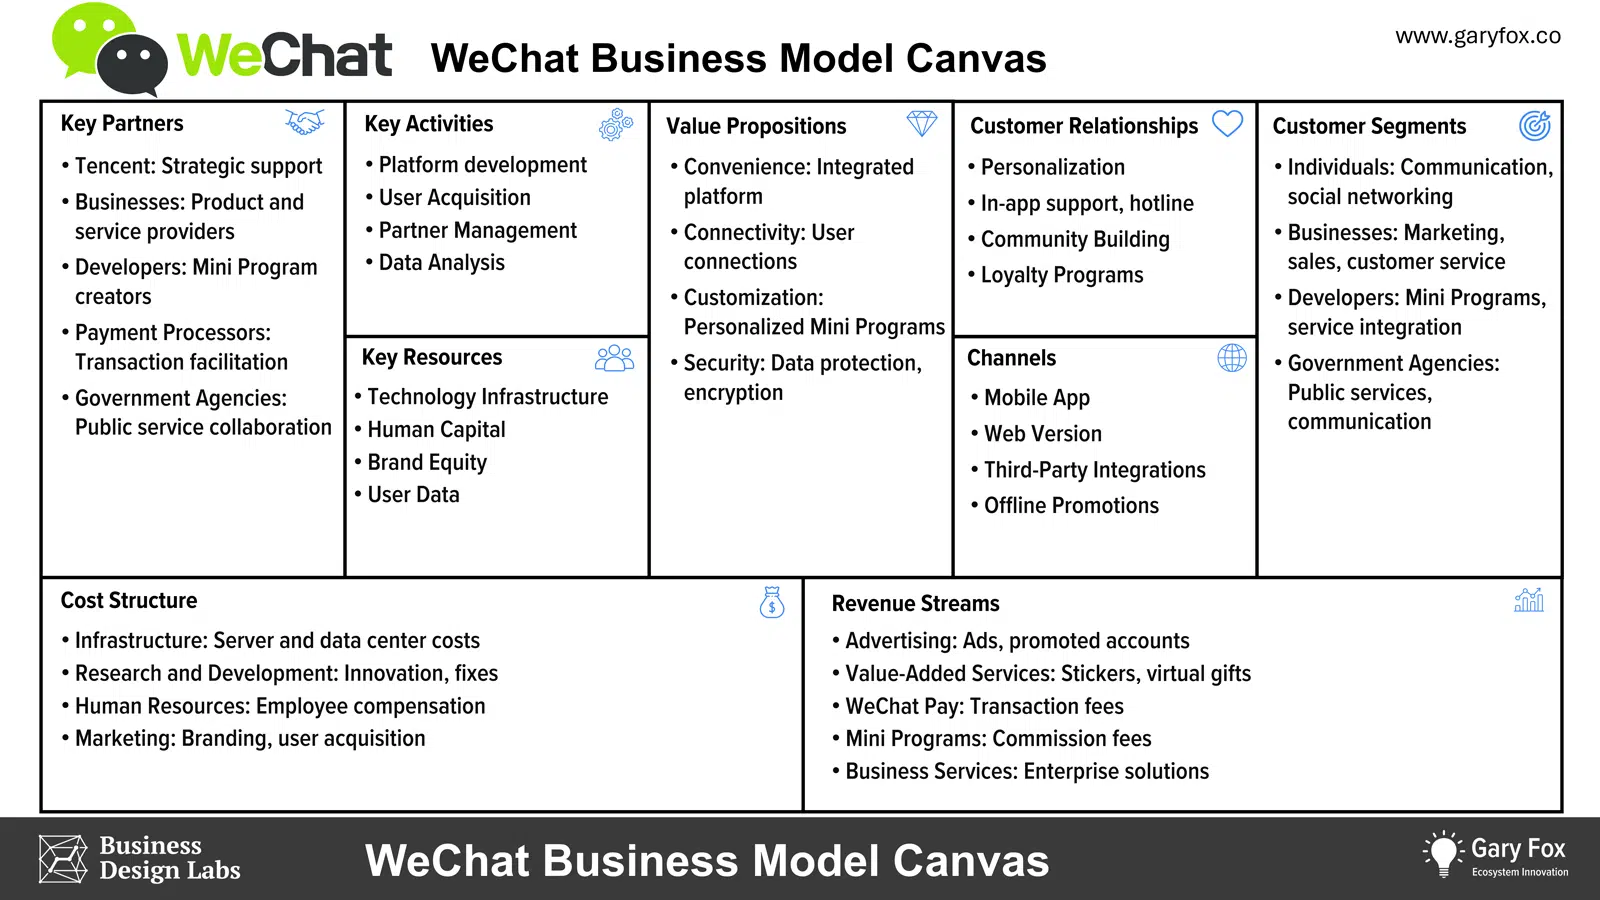 WeChat
WeChat Business Model Canvas
www.garyfox.co
Key Partners
• Tencent: Strategic support
• Businesses: Product and
service providers
• Developers: Mini Program
creators
• Payment Processors:
Transaction facilitation
• Government Agencies:
Public service collaboration
Key Activities
• Platform development
• User Acquisition
• Partner Management
• Data Analysis
Key Resources
• Technology Infrastructure
• Human Capital
• Brand Equity
• User Data
Value Propositions
• Convenience: Integrated
platform
• Connectivity: User
connections
• Customization:
Personalized Mini Programs
• Security: Data protection,
encryption
Customer Relationships
• Personalization
• In-app support, hotline
• Community Building
• Loyalty Programs
Channels
• Mobile App
• Web Version
• Third-Party Integrations
• Offline Promotions
Customer Segments
• Individuals: Communication,
social networking
• Businesses: Marketing,
sales, customer service
• Developers: Mini Programs,
service integration
• Government Agencies:
Public services,
communication
Cost Structure
$
• Infrastructure: Server and data center costs
• Research and Development: Innovation, fixes
• Human Resources: Employee compensation
• Marketing: Branding, user acquisition
Revenue Streams
• Advertising: Ads, promoted accounts
• Value-Added Services: Stickers, virtual gifts
• WeChat Pay: Transaction fees
• Mini Programs: Commission fees
• Business Services: Enterprise solutions
Business
Design Labs
WeChat Business Model Canvas
Gary Fox
Ecosystem Innovation